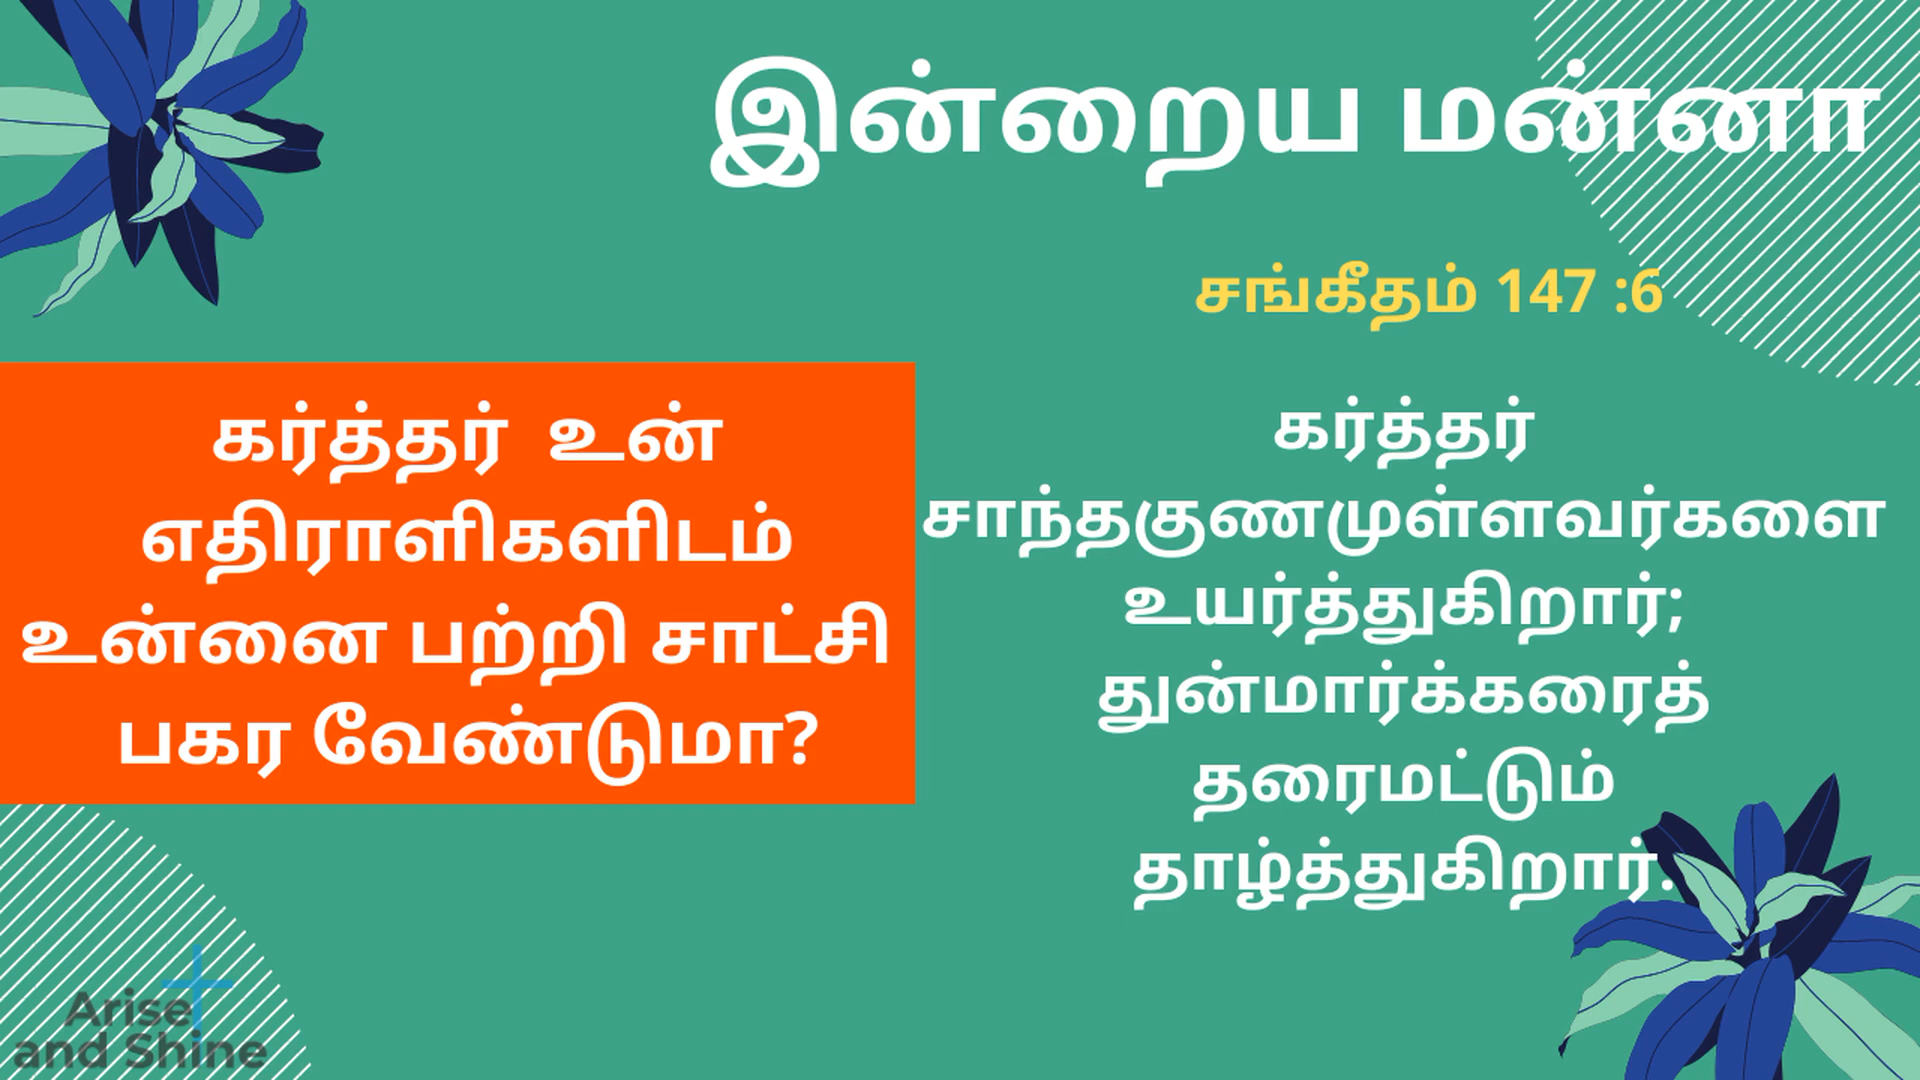 இன்றைய மன்னா
சங்கீதம் 147 :6
கர்த்தர் உன்
எதிராளிகளிடம்
உன்னை பற்றி சாட்சி
பகர வேண்டுமா?
கர்த்தர்
சாந்தகுணமுள்ளவர்களை
உயர்த்துகிறார்;
துன்மார்க்கரைத்
தரைமட்டும்
தாழ்த்துகிறார்.
Arise
and Shine